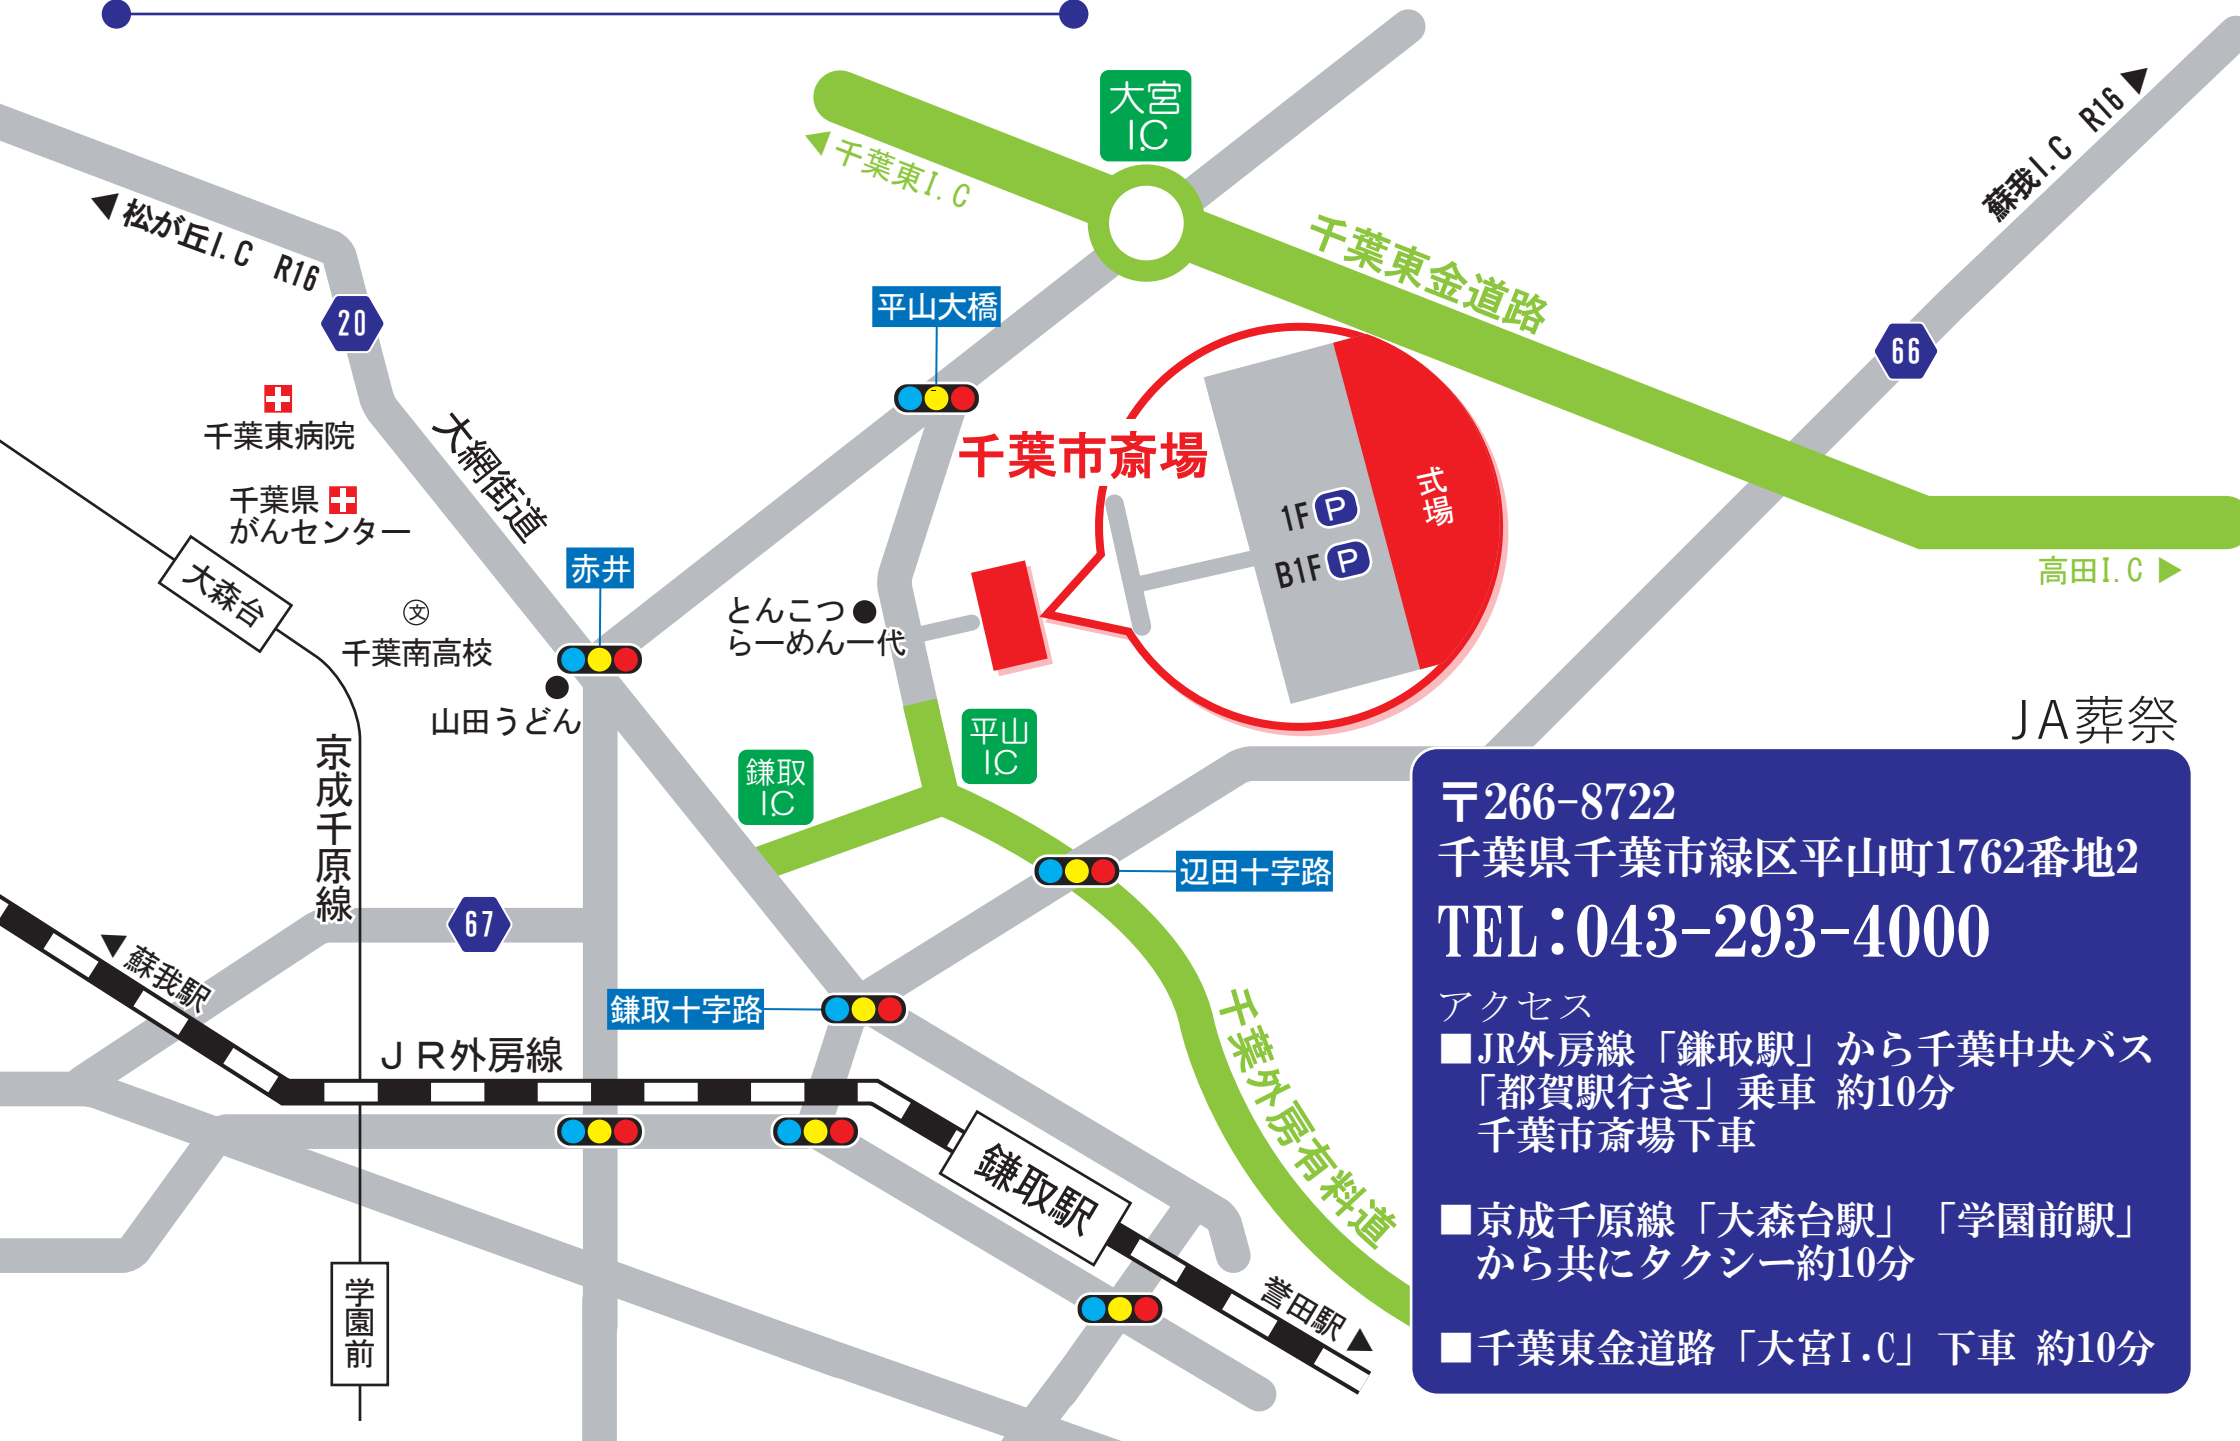 大宮
I.C
千葉東I.C
蘇我I.C R16
松が丘I.C R16
20
千葉東金道路
平山大橋
66
千葉東病院
千葉県
がんセンター
大網街道
千葉市斎場
式場
1F P
B1F P
赤井
高田I.C
大森台
文
千葉南高校
とんこつ
らーめん一代
山田うどん
JA葬祭
平山
I.C
鎌取
I.C
京成千原線
〒266-8722
千葉県千葉市緑区平山町1762番地2
TEL:043-293-4000
辺田十字路
67
蘇我駅
鎌取十字路
JR外房線
千葉外房有料道
アクセス
■JR外房線「鎌取駅」から千葉中央バス
「都賀駅行き」乗車 約10分
千葉市斎場下車
■京成千原線「大森台駅」「学園前駅」
から共にタクシー約10分
■千葉東金道路「大宮I.C」下車 約10分
鎌取駅
学園前
誉田駅